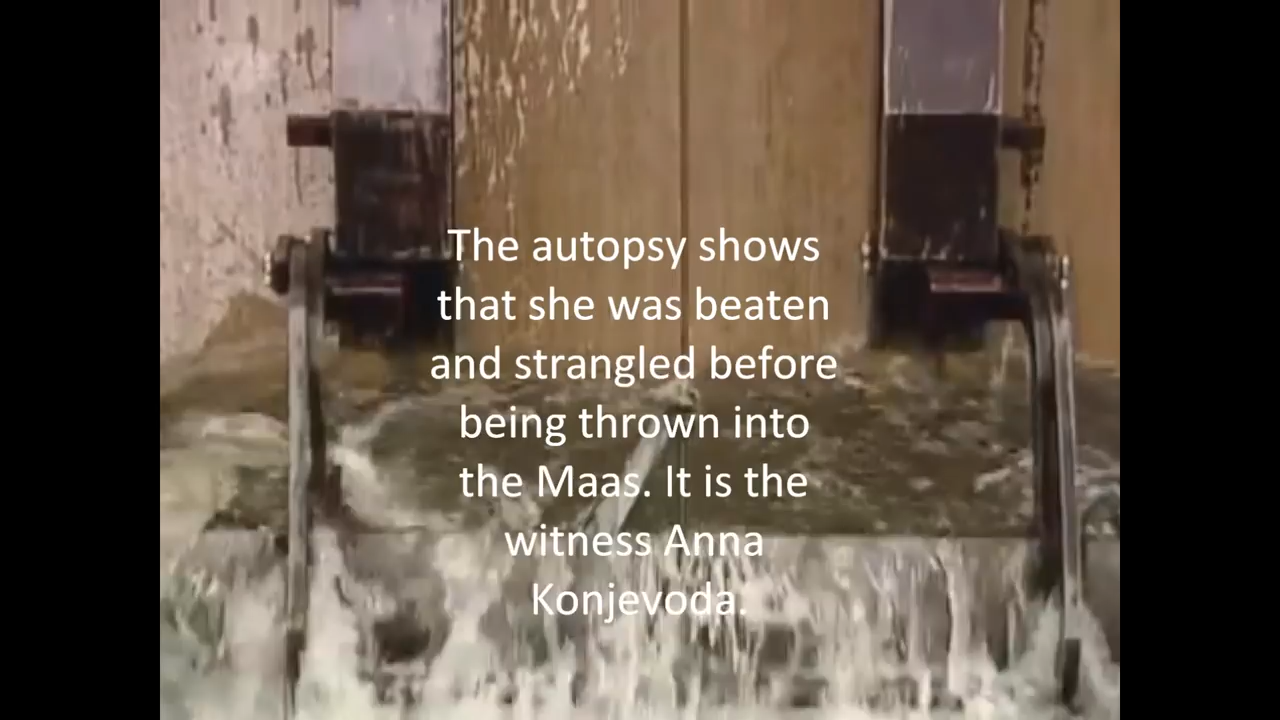 The autopsy shows
that she was beaten
and strangled before
being thrown into
the Maas. It is the
witness Anna
Konjevoda.